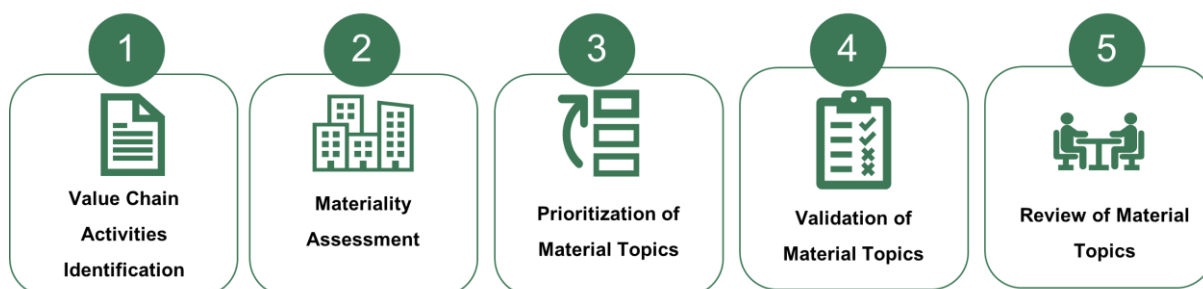 1
Value Chain
Activities
Identification
2
Materiality
Assessment
3
Prioritization of
Material Topics
4
Validation of
Material Topics
5
Review of Material
Topics